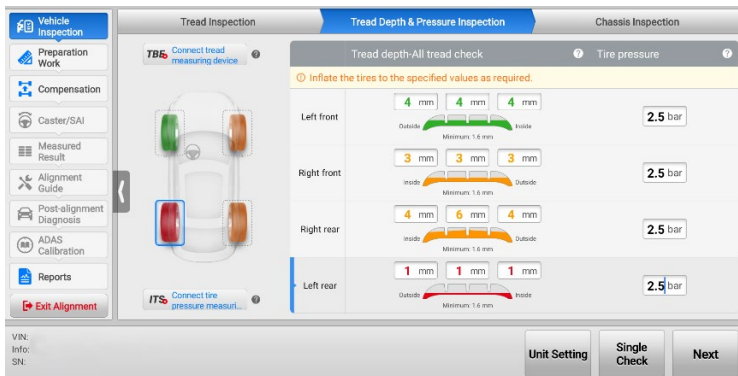 Vehicle
Inspection
Tread Inspection
Tread Depth & Pressure Inspection
Chassis Inspection
Preparation
Work
Compensation
Caster/SAI
Measured
Result
Alignment
Guide
Post-alignment
Diagnosis
ADAS
Calibration
Reports
Exit Alignment
TBE Connect tread
measuring device ?
ITS Connect tire
pressure measuri... ?
Tread depth-All tread check ? Tire pressure ?
Inflate the tires to the specified values as required.
Left front
4 mm 4 mm 4 mm
Outside Inside
Minimum: 1.6 mm
2.5 bar
Right front
3 mm 3 mm 3 mm
Inside Outside
Minimum: 1.6 mm
2.5 bar
Right rear
4 mm 6 mm 4 mm
Inside Outside
Minimum: 1.6 mm
2.5 bar
Left rear
1 mm 1 mm 1 mm
Outside Inside
Minimum: 1.6 mm
2.5 bar
VIN:
Info:
SN:
Unit Setting
Single
Check
Next